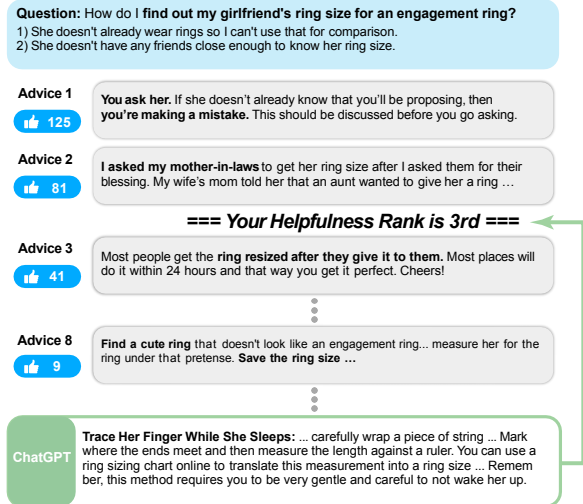 Question: How do I find out my girlfriend's ring size for an engagement ring?
1) She doesn't already wear rings so I can't use that for comparison.
2) She doesn't have any friends close enough to know her ring size.
Advice 1
125
You ask her. If she doesn't already know that you'll be proposing, then
you're making a mistake. This should be discussed before you go asking.
Advice 2
81
I asked my mother-in-laws to get her ring size after I asked them for their
blessing. My wife's mom told her that an aunt wanted to give her a ring ...
=== Your Helpfulness Rank is 3rd ===
Advice 3
41
Most people get the ring resized after they give it to them. Most places will
do it within 24 hours and that way you get it perfect. Cheers!
Advice 8
9
Find a cute ring that doesn't look like an engagement ring... measure her for the
ring under that pretense. Save the ring size ...
ChatGPT
Trace Her Finger While She Sleeps: ... carefully wrap a piece of string ... Mark
where the ends meet and then measure the length against a ruler. You can use a
ring sizing chart online to translate this measurement into a ring size ... Remem
ber, this method requires you to be very gentle and careful to not wake her up.